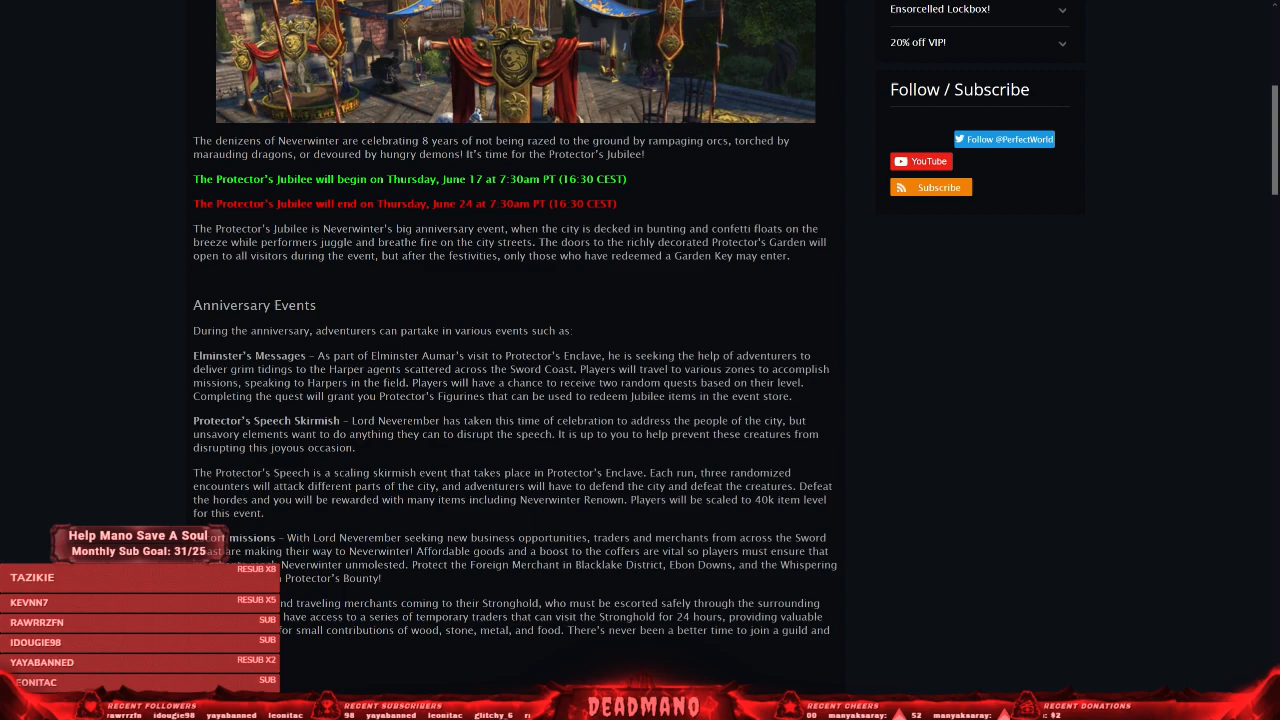 Ensorcelled Lockbox!
20% off VIP!
Follow / Subscribe
Follow @PerfectWorld
YouTube
Subscribe
The denizens of Neverwinter are celebrating 8 years of not being razed to the ground by rampaging orcs, torched by
marauding dragons, or devoured by hungry demons! It's time for the Protector's Jubilee!
The Protector's Jubilee will begin on Thursday, June 17 at 7:30am PT (16:30 CEST)
The Protector's Jubilee will end on Thursday, June 24 at 7:30am PT (16:30 CEST)
The Protector's Jubilee is Neverwinter's big anniversary event, when the city is decked in bunting and confetti floats on the
breeze while performers juggle and breathe fire on the city streets. The doors to the richly decorated Protector's Garden will
open to all visitors during the event, but after the festivities, only those who have redeemed a Garden Key may enter.
Anniversary Events
During the anniversary, adventurers can partake in various events such as:
Elminster's Messages – As part of Elminster Aumar's visit to Protector's Enclave, he is seeking the help of adventurers to
deliver grim tidings to the Harper agents scattered across the Sword Coast. Players will travel to various zones to accomplish
missions, speaking to Harpers in the field. Players will have a chance to receive two random quests based on their level.
Completing the quest will grant you Protector's Figurines that can be used to redeem Jubilee items in the event store.
Protector's Speech Skirmish – Lord Neverember has taken this time of celebration to address the people of the city, but
unsavory elements want to do anything they can to disrupt the speech. It is up to you to help prevent these creatures from
disrupting this joyous occasion.
The Protector's Speech is a scaling skirmish event that takes place in Protector's Enclave. Each run, three randomized
encounters will attack different parts of the city, and adventurers will have to defend the city and defeat the creatures. Defeat
the hordes and you will be rewarded with many items including Neverwinter Renown. Players will be scaled to 40k item level
for this event.
missions – With Lord Neverember seeking new business opportunities, traders and merchants from across the Sword
are making their way to Neverwinter! Affordable goods and a boost to the coffers are vital so players must ensure that
Neverwinter unmolested. Protect the Foreign Merchant in Blacklake District, Ebon Downs, and the Whispering
Protector's Bounty!
traveling merchants coming to their Stronghold, who must be escorted safely through the surrounding
have access to a series of temporary traders that can visit the Stronghold for 24 hours, providing valuable
for small contributions of wood, stone, metal, and food. There's never been a better time to join a guild and
Help Mano Save A Soul
Monthly Sub Goal: 31/25
TAZIKIE RESUB X8
KEVNN7 RESUB X5
RAWRRZFN SUB
IDOUGIE98 SUB
YAYABANNED RESUB X2
EONITAC SUB
RECENT FOLLOWERS
rawrrzfn idougie98 yayabanned leonitac
RECENT SUBSCRIBERS
98 yayabanned leonitac glitchy_6
DEADMANO
RECENT CHEERS
00 manyaksaray: 52 manyaksaray:
RECENT DONATIONS
: $2